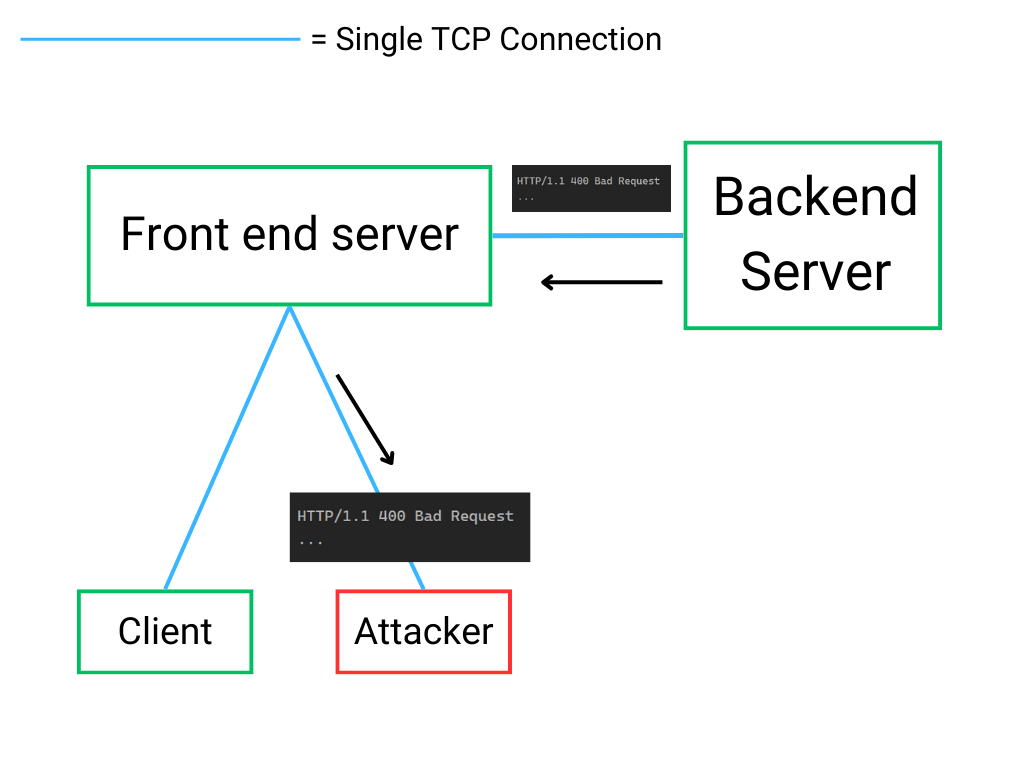 = Single TCP Connection
HTTP/1.1 400 Bad Request
...
Front end server
Backend
Server
HTTP/1.1 400 Bad Request
...
Client
Attacker